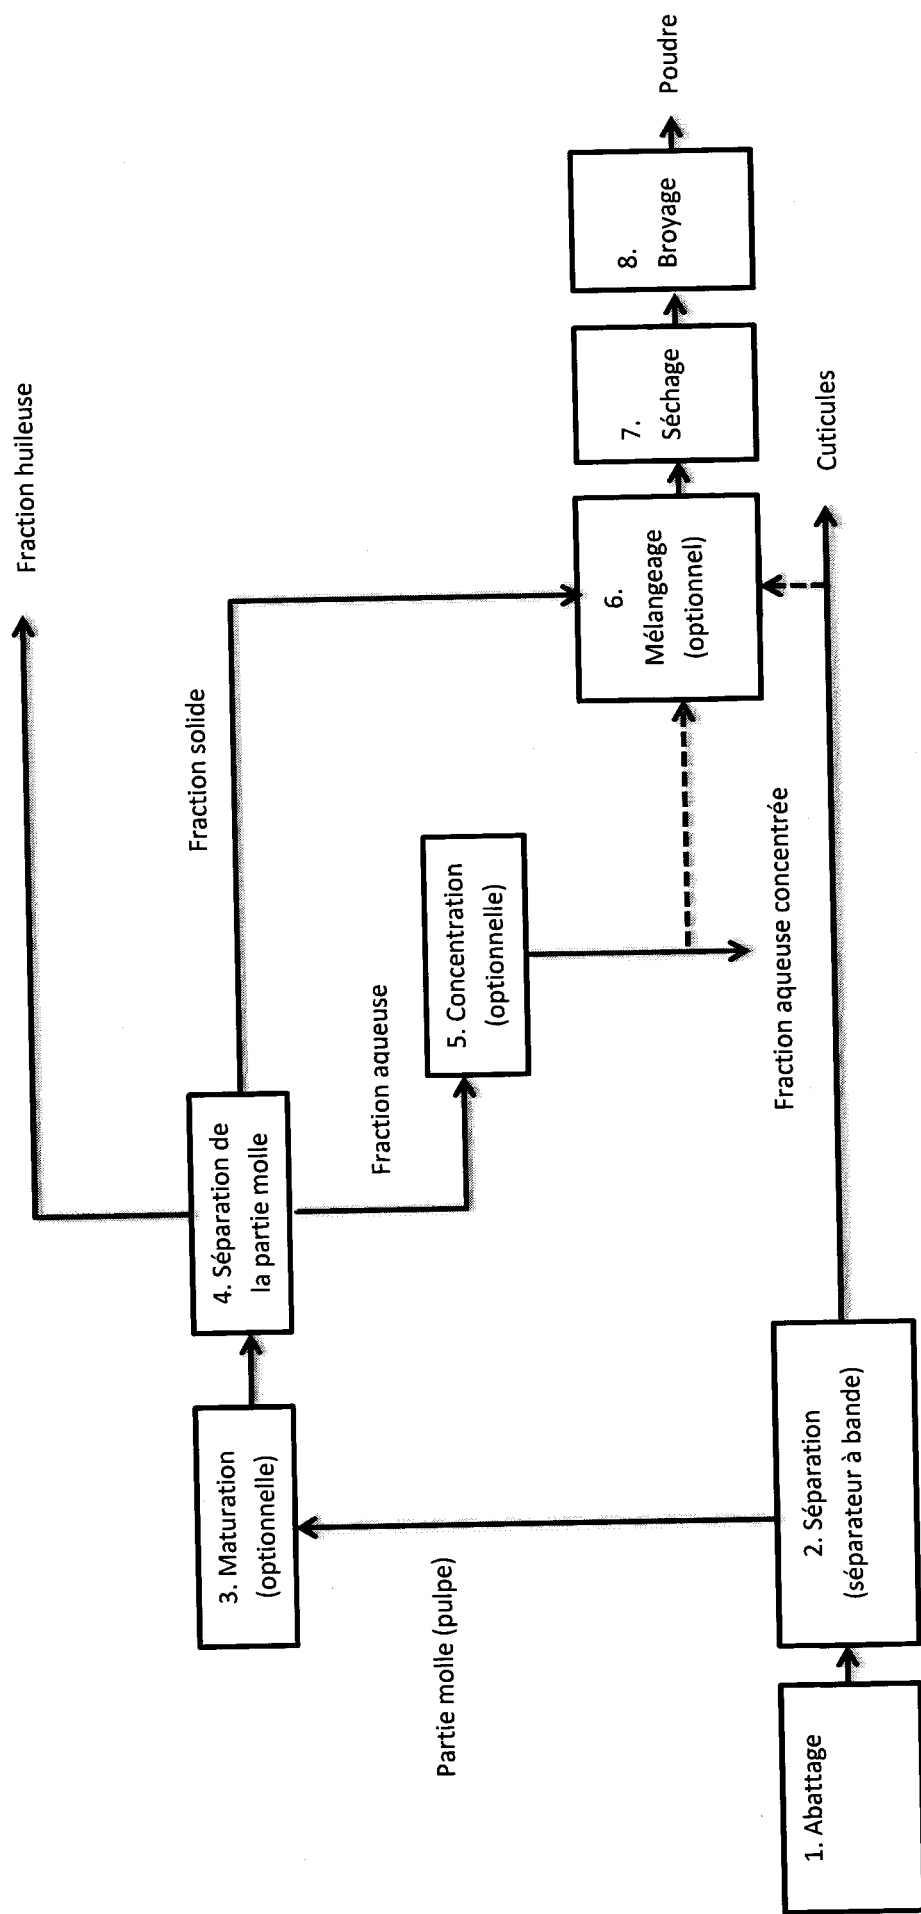 1. Abattage
2. Séparation
(séparateur à bande)
Partie molle (pulpe)
3. Maturation
(optionnelle)
4. Séparation de
la partie molle
Fraction huileuse
Fraction solide
Fraction aqueuse
5. Concentration
(optionnelle)
Fraction aqueuse concentrée
Cuticules
6.
Mélangeage
(optionnel)
7.
Séchage
8.
Broyage
Poudre